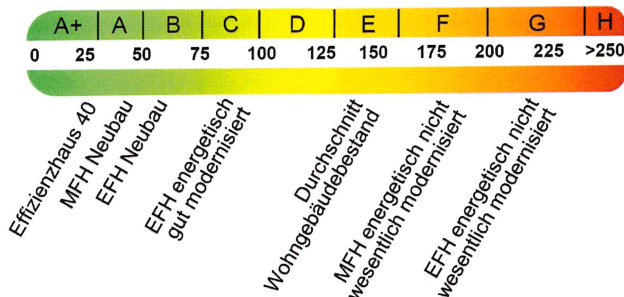 A+ A B C D E F G H
0 25 50 75 100 125 150 175 200 225 >250
Effizienzhaus 40
MFH Neubau
EFH Neubau
EFH energetisch
gut modernisiert
Durchschnitt
Wohngebäudebestand
MFH energetisch nicht
wesentlich modernisiert
EFH energetisch nicht
wesentlich modernisiert